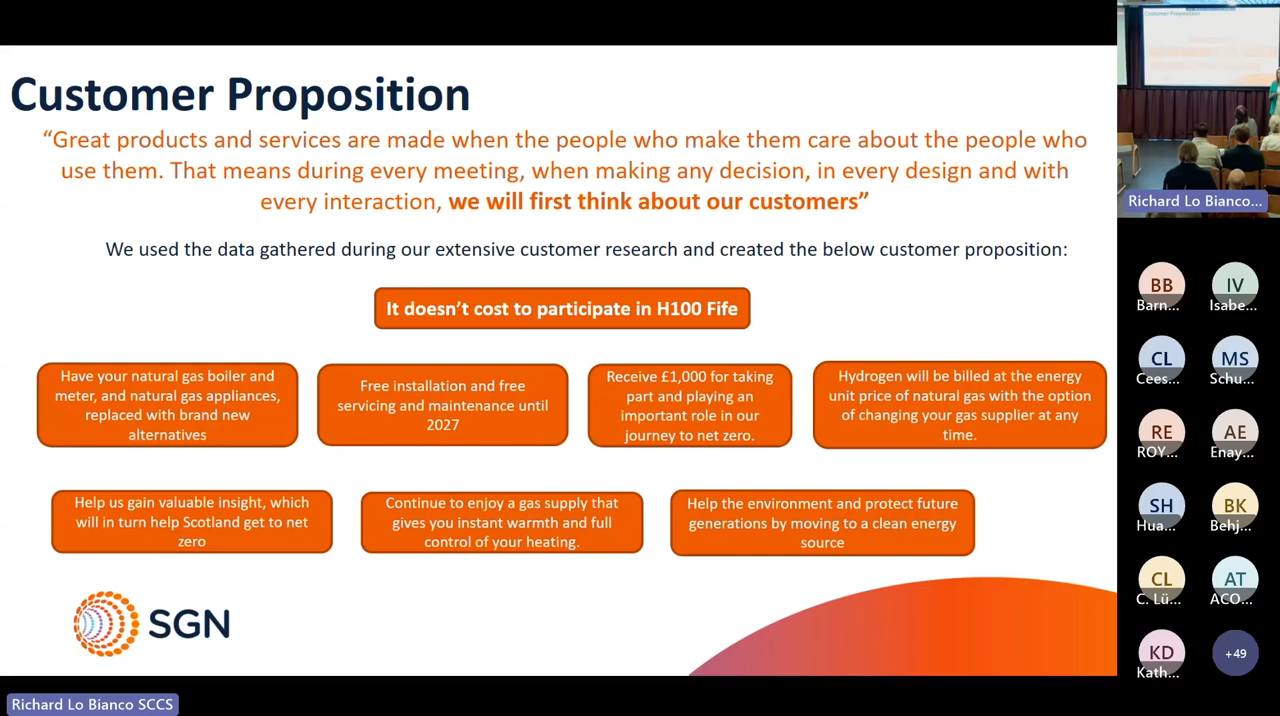 Customer Proposition
“Great products and services are made when the people who make them care about the people who
use them. That means during every meeting, when making any decision, in every design and with
every interaction, we will first think about our customers”
We used the data gathered during our extensive customer research and created the below customer proposition:
It doesn’t cost to participate in H100 Fife
Have your natural gas boiler and
meter, and natural gas appliances,
replaced with brand new
alternatives
Free installation and free
servicing and maintenance until
2027
Receive £1,000 for taking
part and playing an
important role in our
journey to net zero.
Hydrogen will be billed at the energy
unit price of natural gas with the option
of changing your gas supplier at any
time.
Help us gain valuable insight, which
will in turn help Scotland get to net
zero
Continue to enjoy a gas supply that
gives you instant warmth and full
control of your heating.
Help the environment and protect future
generations by moving to a clean energy
source
SGN
Richard Lo Bianco SCCS
Customer Proposition
Richard Lo Bianco...
BB
Barn...
IV
Isabe...
CL
Cees...
MS
Schu...
RE
ROY...
AE
Enay...
SH
Hua...
BK
Behj...
CL
C. Lü...
AT
ACO...
KD
Kath...
+49